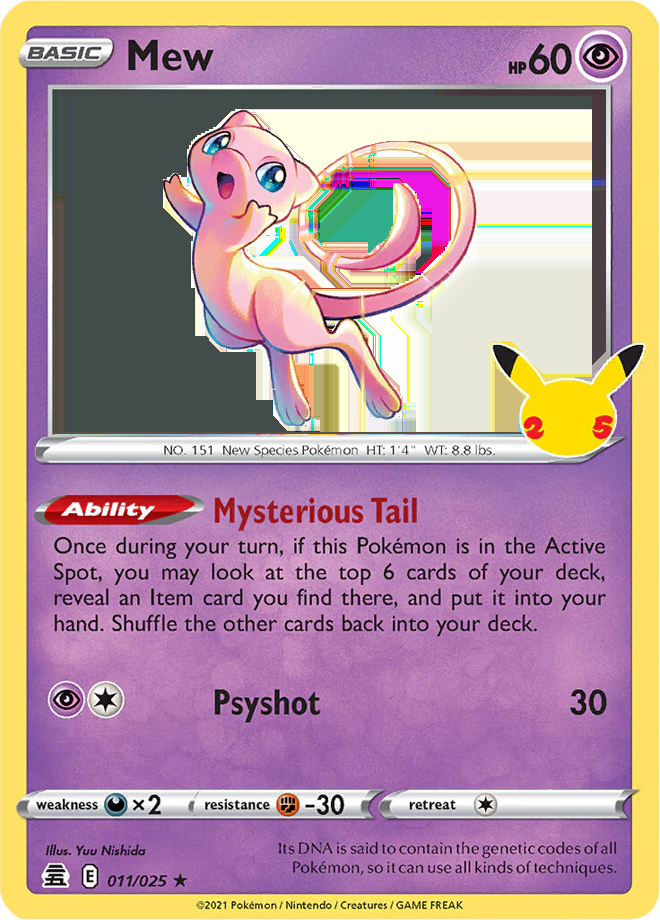 BASIC Mew HP 60
25
NO. 151 New Species Pokémon HT: 1'4" WT: 8.8 lbs.
Ability Mysterious Tail
Once during your turn, if this Pokémon is in the Active
Spot, you may look at the top 6 cards of your deck,
reveal an Item card you find there, and put it into your
hand. Shuffle the other cards back into your deck.
Psyshot 30
weakness ×2 resistance -30 retreat
Illus. Yuu Nishida
Its DNA is said to contain the genetic codes of all
Pokémon, so it can use all kinds of techniques.
E 011/025 ★
©2021 Pokémon / Nintendo / Creatures / GAME FREAK